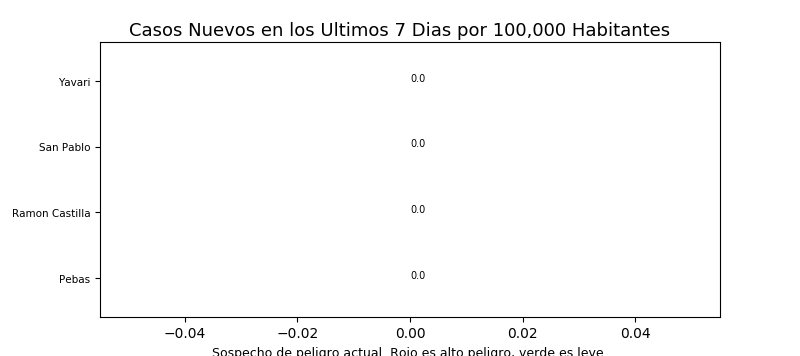 Casos Nuevos en los Ultimos 7 Dias por 100,000 Habitantes
Yavari
0.0
San Pablo
0.0
Ramon Castilla
0.0
Pebas
0.0
−0.04
−0.02
0.00
0.02
0.04
Sospecho de peligro actual. Rojo es alto peligro, verde es leve